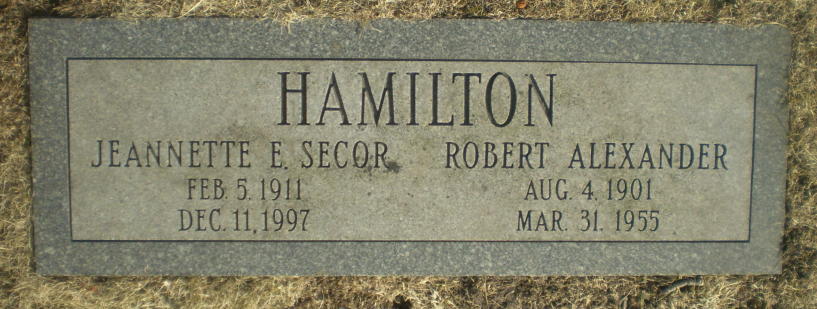 HAMILTON
JEANNETTE E. SECOR
FEB. 5, 1911
DEC. 11, 1997
ROBERT ALEXANDER
AUG. 4, 1901
MAR. 31, 1955